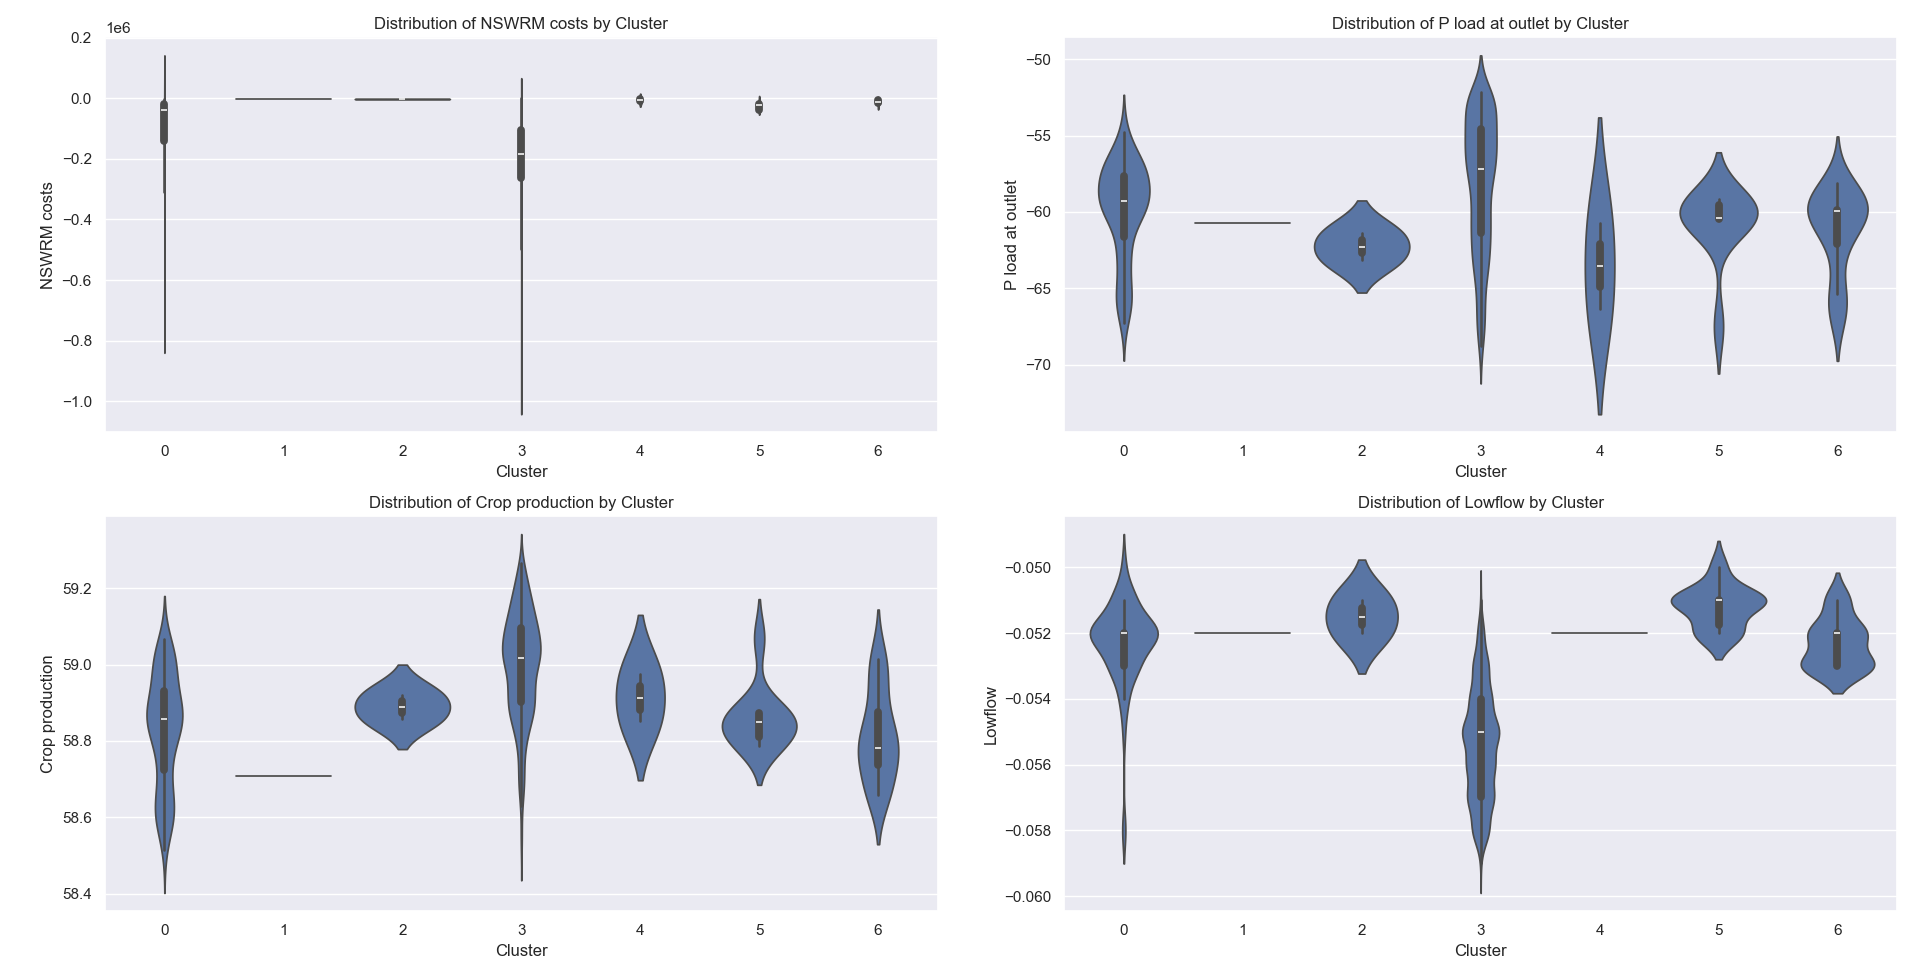 Distribution of NSWRM costs by Cluster
1e6
0.2
0.0
−0.2
−0.4
−0.6
−0.8
−1.0
NSWRM costs
0 1 2 3 4 5 6
Cluster
Distribution of P load at outlet by Cluster
−50
−55
−60
−65
−70
P load at outlet
0 1 2 3 4 5 6
Cluster
Distribution of Crop production by Cluster
59.2
59.0
58.8
58.6
58.4
Crop production
0 1 2 3 4 5 6
Cluster
Distribution of Lowflow by Cluster
−0.050
−0.052
−0.054
−0.056
−0.058
−0.060
Lowflow
0 1 2 3 4 5 6
Cluster